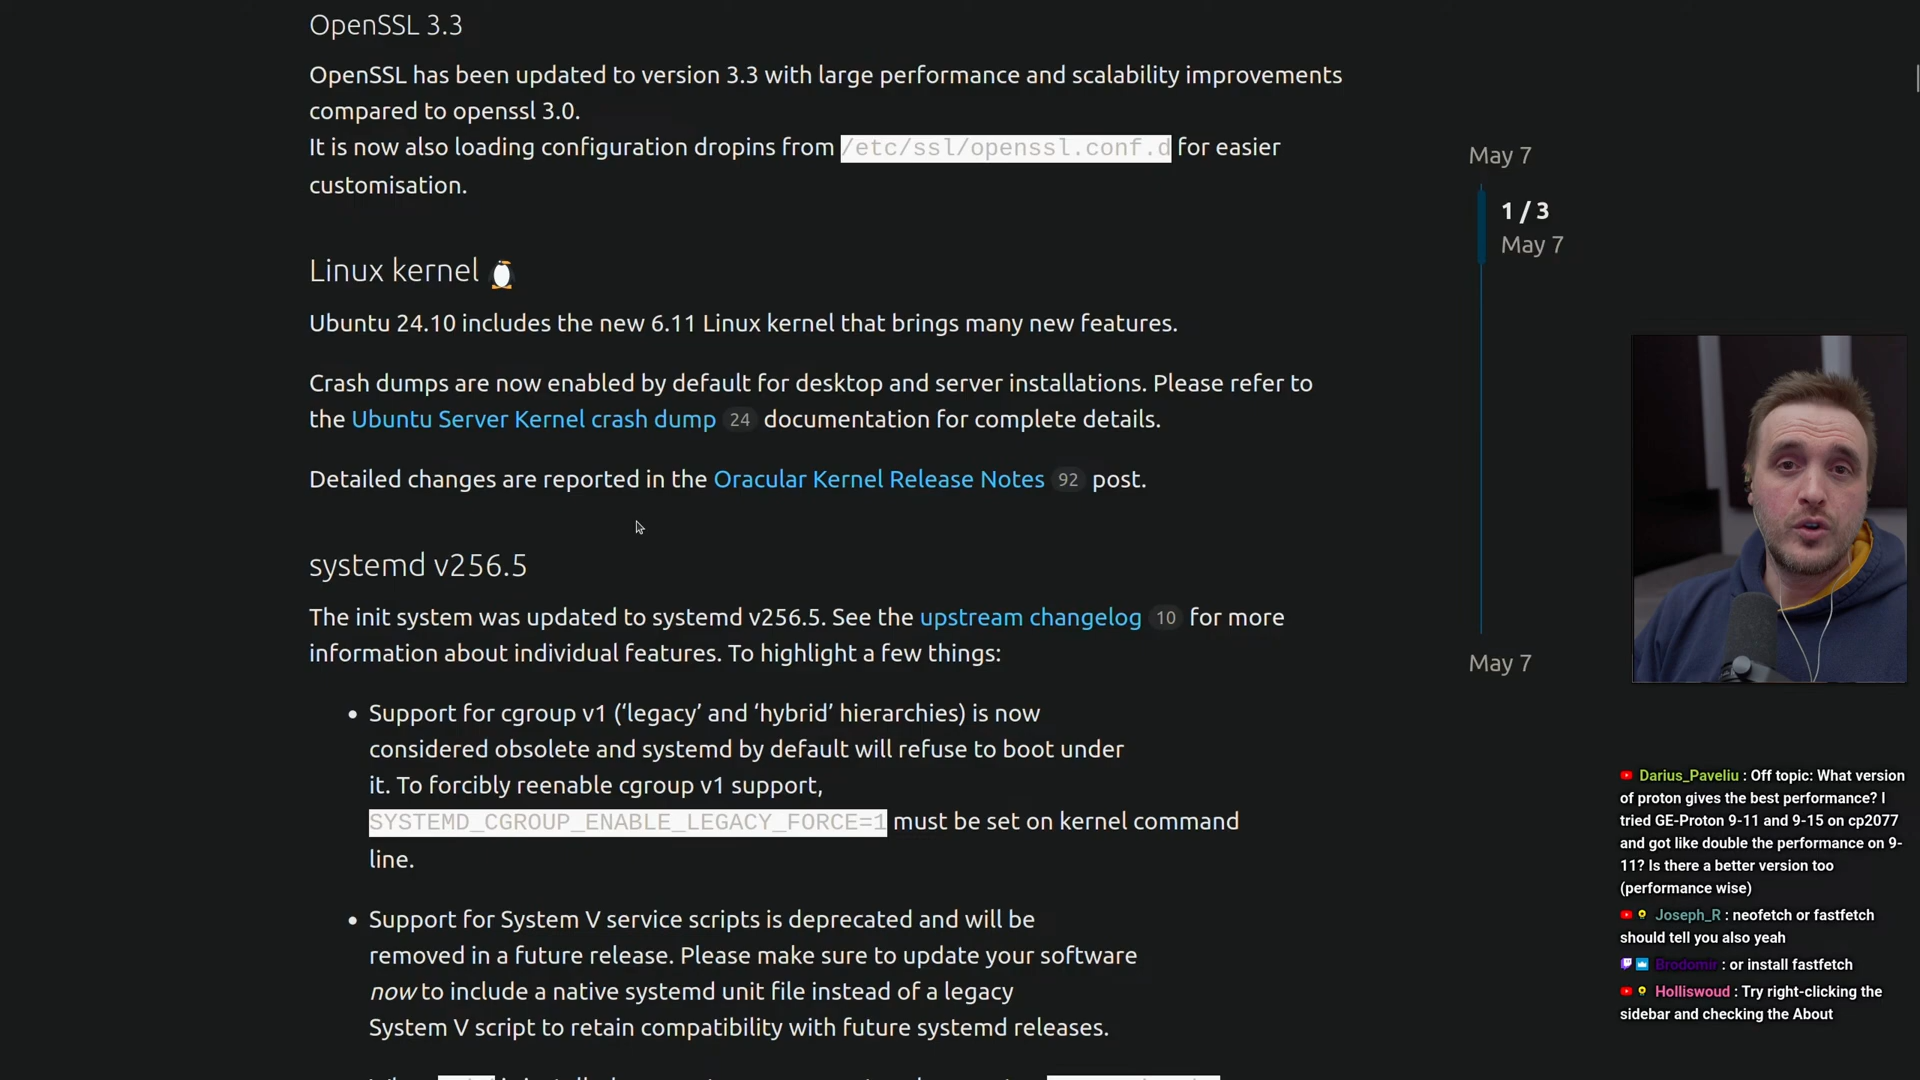 OpenSSL 3.3
OpenSSL has been updated to version 3.3 with large performance and scalability improvements
compared to openssl 3.0.
It is now also loading configuration dropins from /etc/ssl/openssl.conf.d for easier
customisation.
May 7
1 / 3
May 7
Linux kernel
Ubuntu 24.10 includes the new 6.11 Linux kernel that brings many new features.
Crash dumps are now enabled by default for desktop and server installations. Please refer to
the Ubuntu Server Kernel crash dump 24 documentation for complete details.
Detailed changes are reported in the Oracular Kernel Release Notes 92 post.
systemd v256.5
The init system was updated to systemd v256.5. See the upstream changelog 10 for more
information about individual features. To highlight a few things:
May 7
• Support for cgroup v1 (‘legacy’ and ‘hybrid’ hierarchies) is now
considered obsolete and systemd by default will refuse to boot under
it. To forcibly reenable cgroup v1 support,
SYSTEMD_CGROUP_ENABLE_LEGACY_FORCE=1 must be set on kernel command
line.
• Support for System V service scripts is deprecated and will be
removed in a future release. Please make sure to update your software
now to include a native systemd unit file instead of a legacy
System V script to retain compatibility with future systemd releases.
Darius_Paveliu : Off topic: What version
of proton gives the best performance? I
tried GE-Proton 9-11 and 9-15 on cp2077
and got like double the performance on 9-
11? Is there a better version too
(performance wise)
Joseph_R : neofetch or fastfetch
should tell you also yeah
Brodomir : or install fastfetch
Holliswoud : Try right-clicking the
sidebar and checking the About